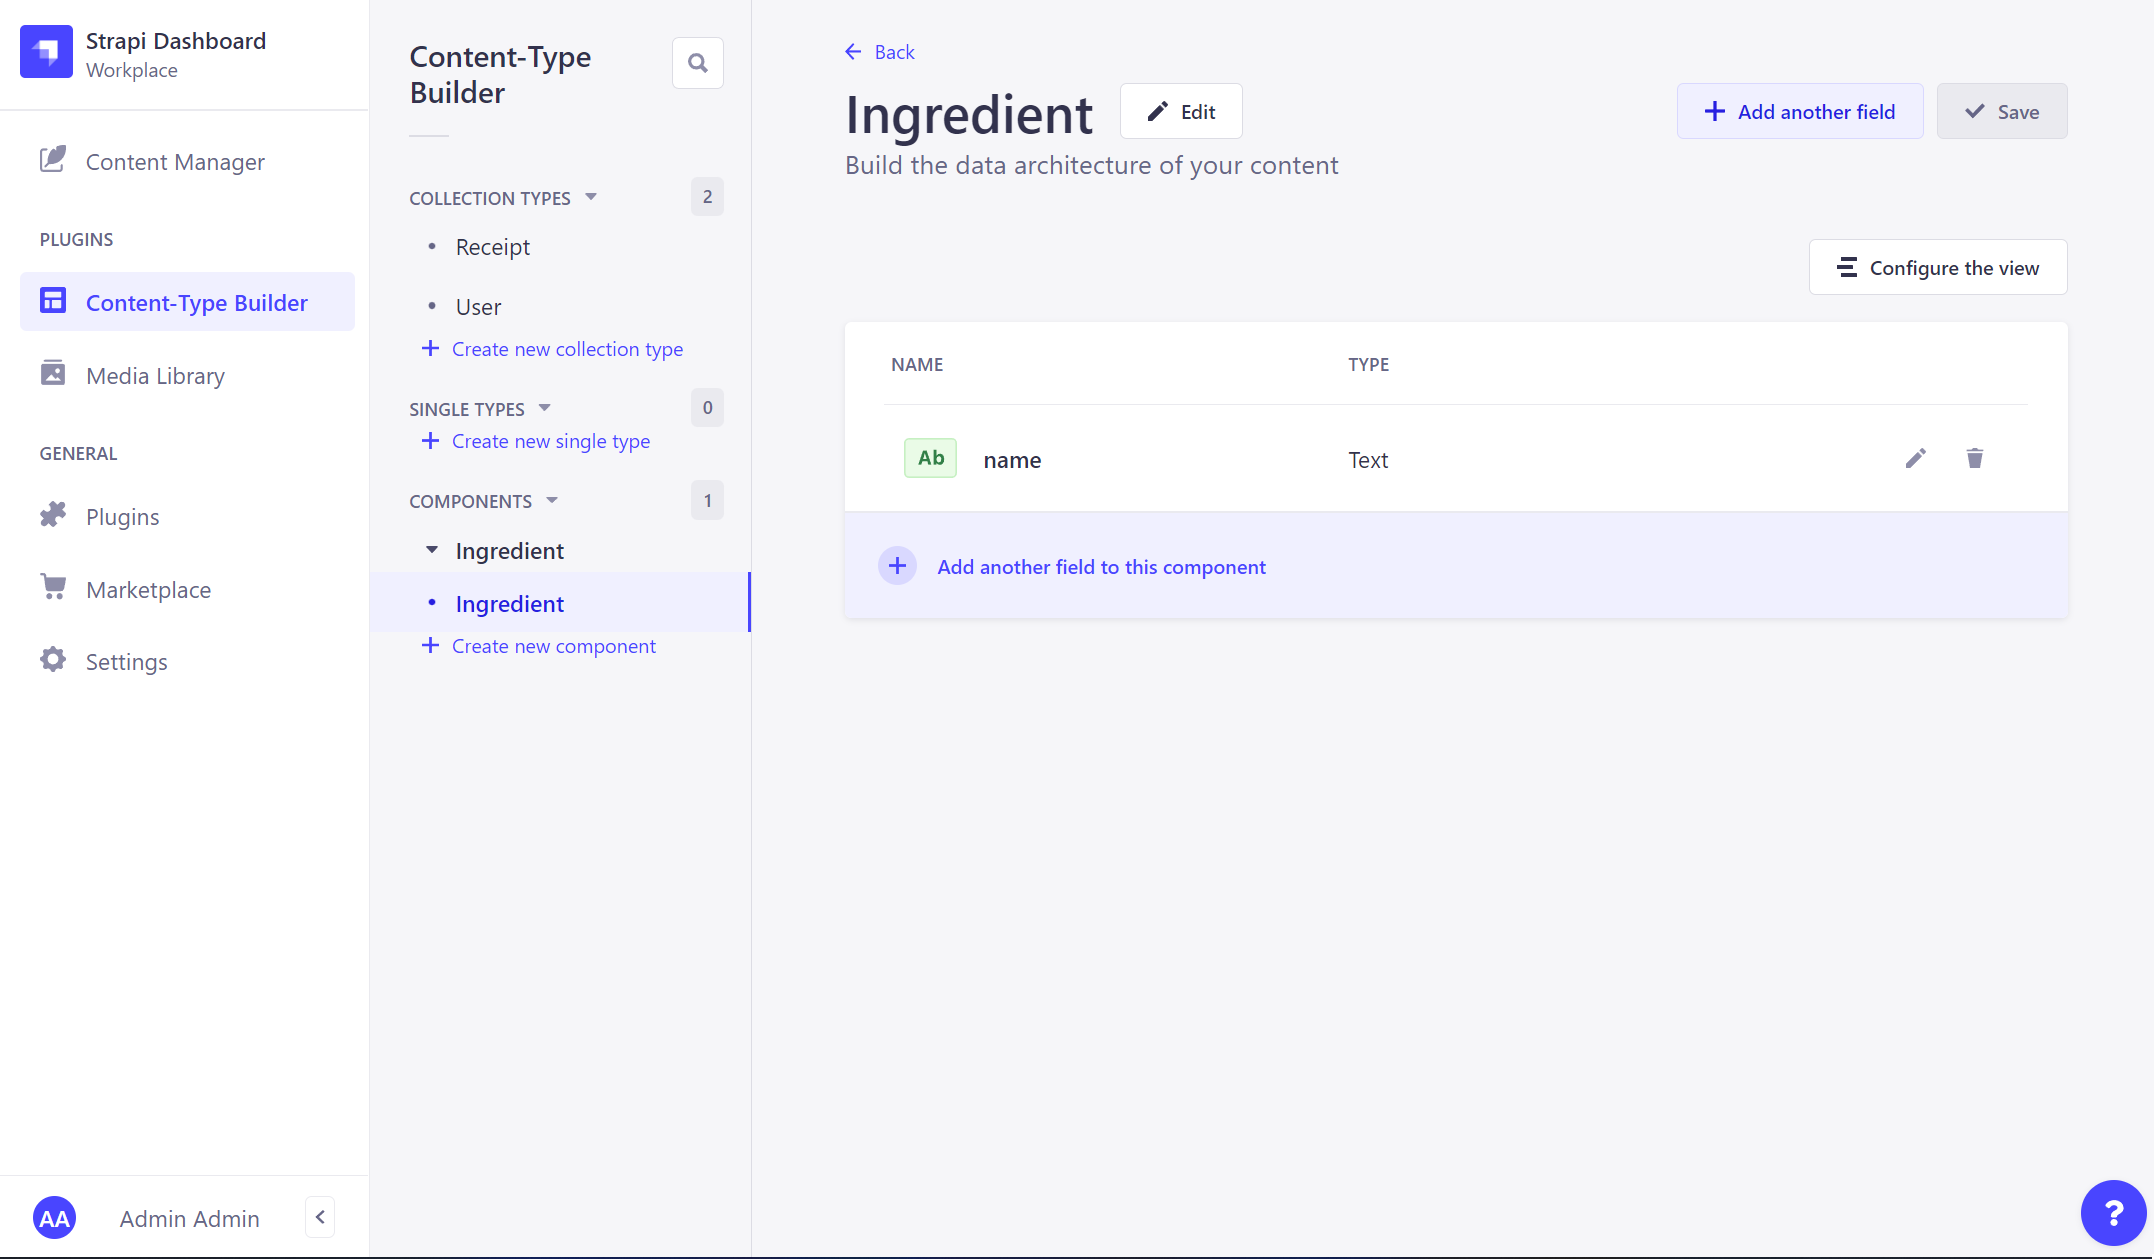 Strapi Dashboard
Workplace
Content Manager
PLUGINS
Content-Type Builder
Media Library
GENERAL
Plugins
Marketplace
Settings
AA
Admin Admin
Content-Type
Builder
COLLECTION TYPES
2
Receipt
User
Create new collection type
SINGLE TYPES
0
Create new single type
COMPONENTS
1
Ingredient
Ingredient
Create new component
Back
Ingredient
Edit
Add another field
Save
Build the data architecture of your content
Configure the view
NAME TYPE
Ab name Text
Add another field to this component
?